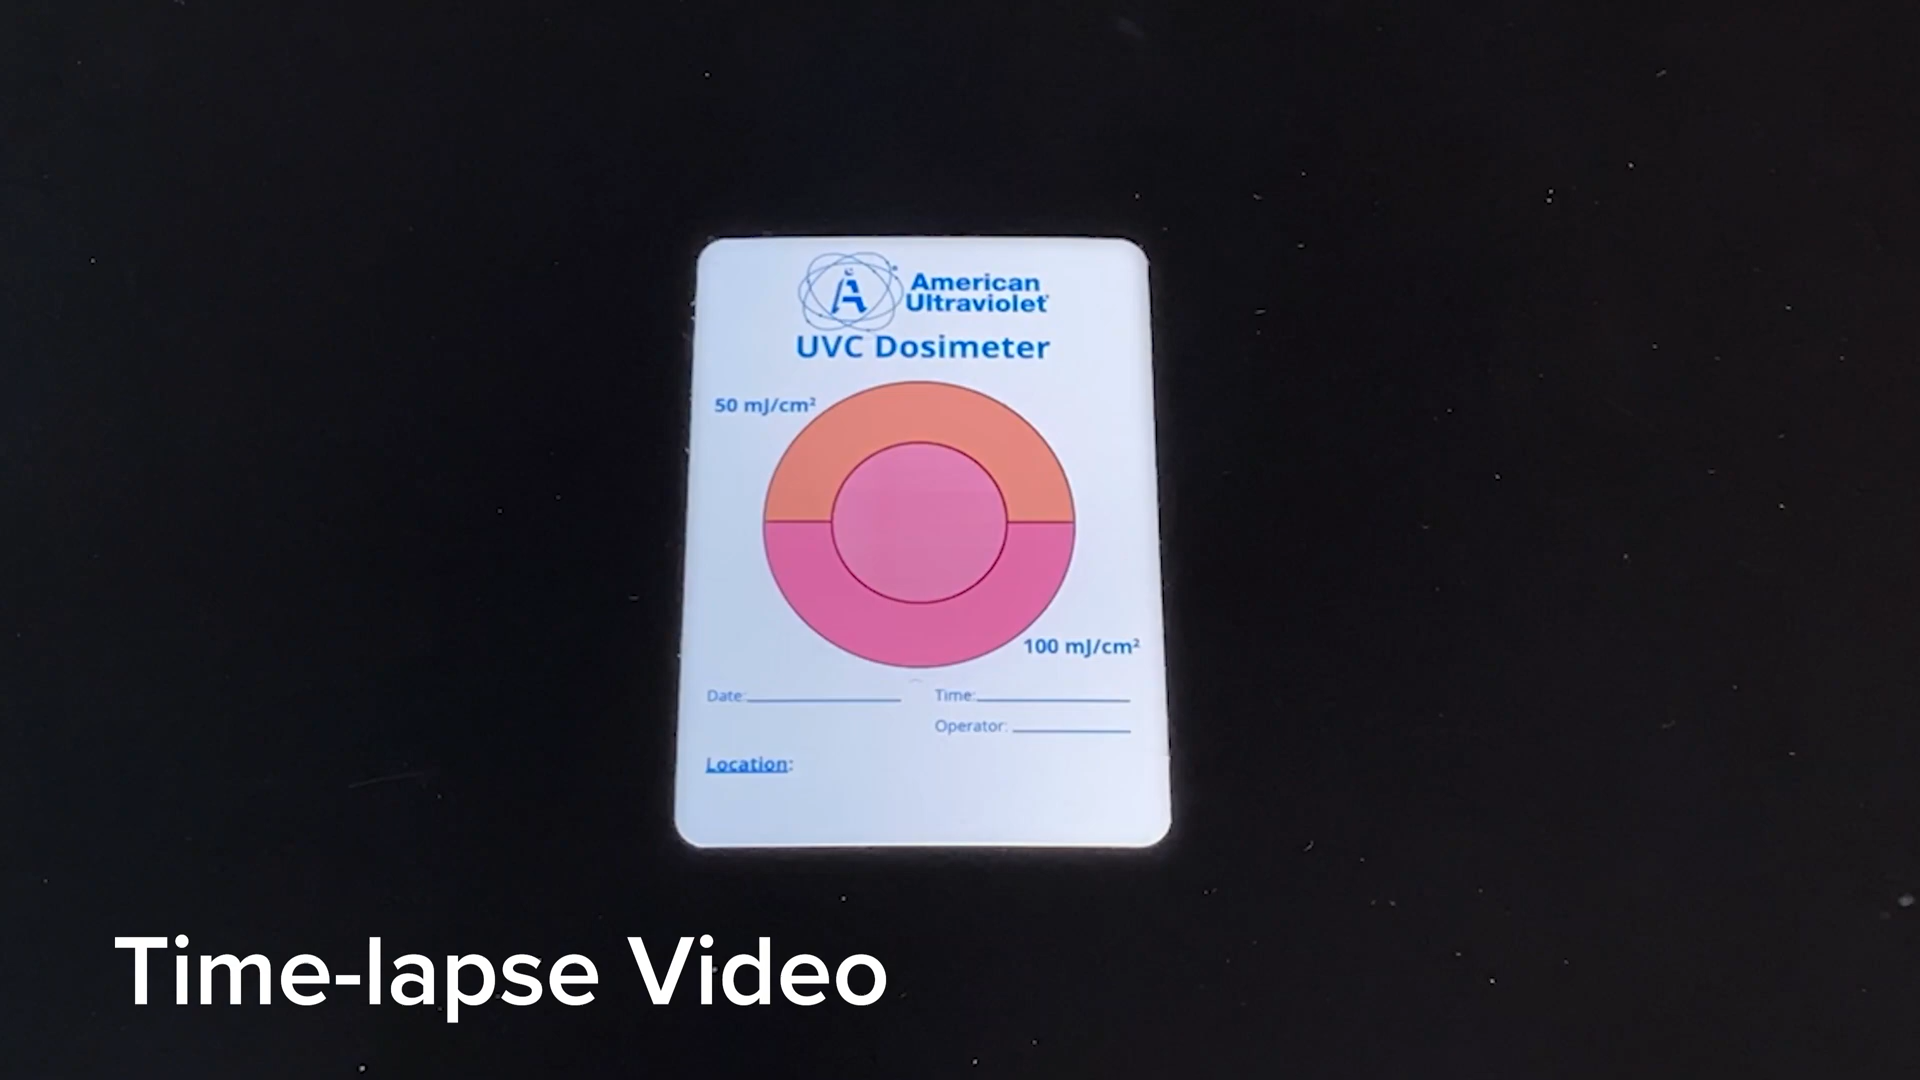 American
Ultraviolet
UVC Dosimeter
50 mJ/cm²
100 mJ/cm²
Date:
Time:
Operator:
Location:
Time-lapse Video